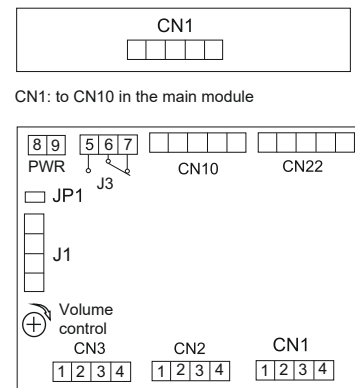 CN1
CN1: to CN10 in the main module
8 9 5 6 7
PWR J3 CN10 CN22
JP1
J1
Volume
control
CN3 CN2 CN1
1 2 3 4 1 2 3 4 1 2 3 4